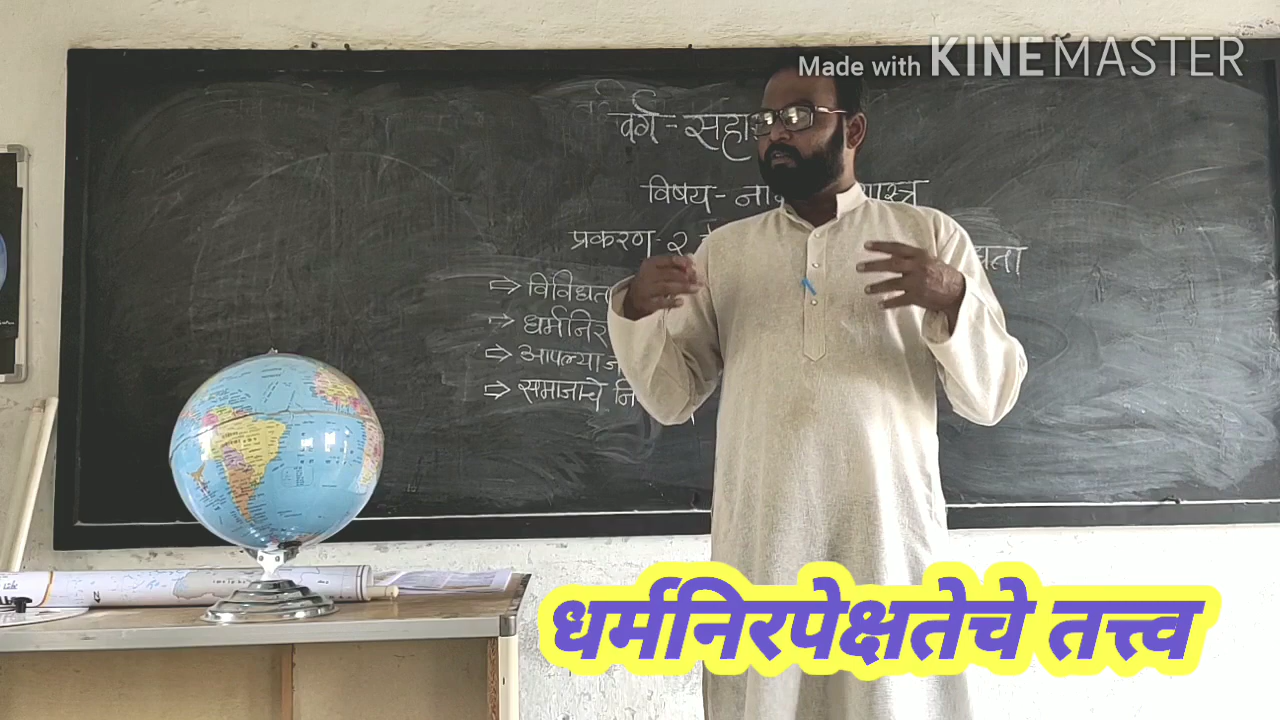 Made with KINEMASTER
वर्ग - सहा
विषय - ना शास्त्र
प्रकरण - २
⇨ विविधता
⇨ धर्मनिर
⇨ आपल्या
⇨ समाजाचे नि
धर्मनिरपेक्षतेचे तत्त्व